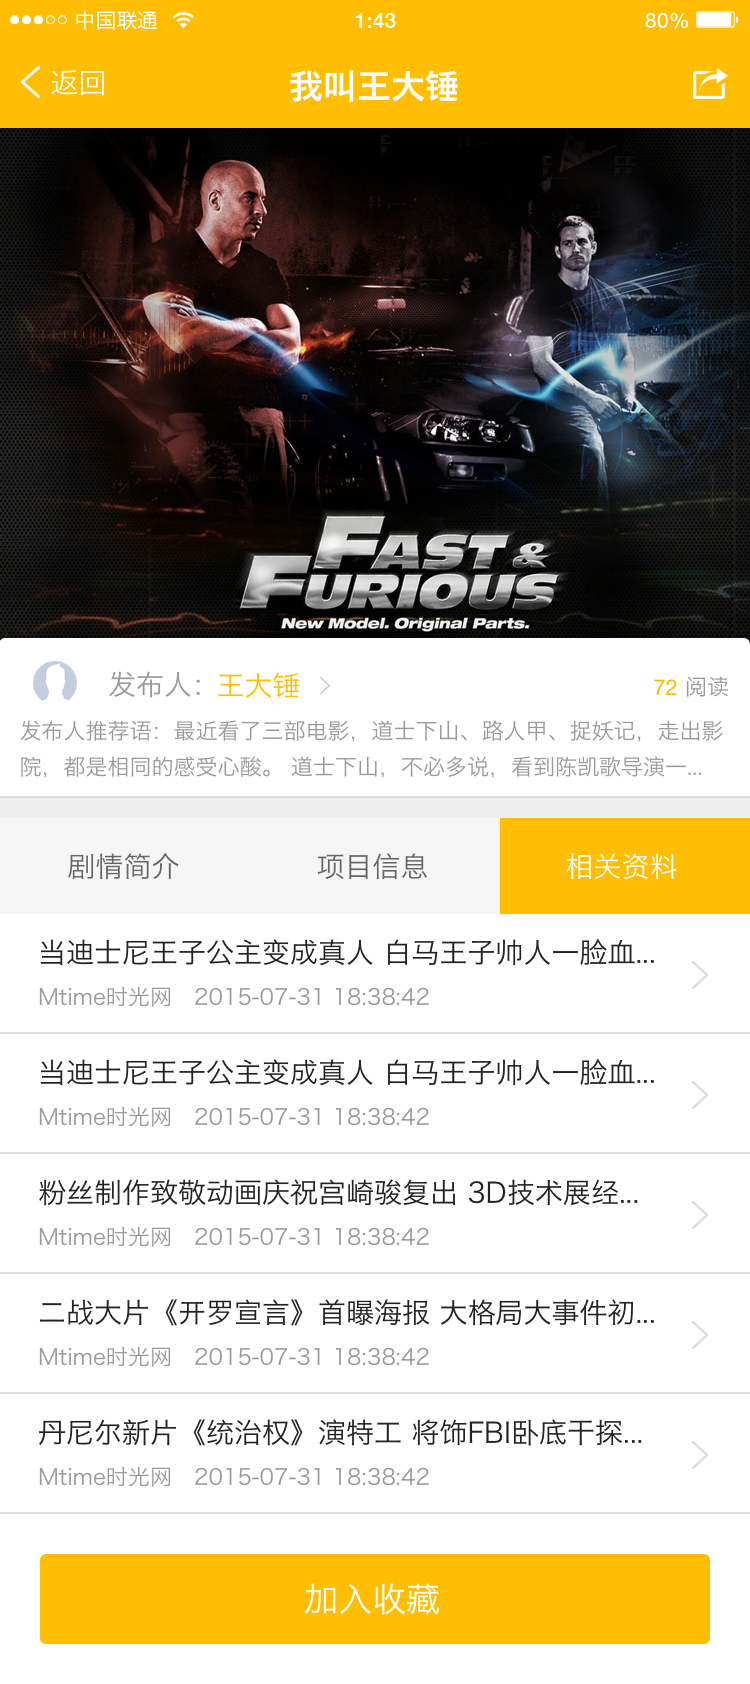 中国联通 1:43 80%
返回 我叫王大锤
FAST &
FURIOUS
New Model. Original Parts.
发布人：王大锤 72 阅读
发布人推荐语：最近看了三部电影，道士下山、路人甲、捉妖记，走出影
院，都是相同的感受心酸。 道士下山，不必多说，看到陈凯歌导演一...
剧情简介 项目信息 相关资料
当迪士尼王子公主变成真人 白马王子帅人一脸血...
Mtime时光网 2015-07-31 18:38:42
当迪士尼王子公主变成真人 白马王子帅人一脸血...
Mtime时光网 2015-07-31 18:38:42
粉丝制作致敬动画庆祝宫崎骏复出 3D技术展经...
Mtime时光网 2015-07-31 18:38:42
二战大片《开罗宣言》首曝海报 大格局大事件初...
Mtime时光网 2015-07-31 18:38:42
丹尼尔新片《统治权》演特工 将饰FBI卧底干探...
Mtime时光网 2015-07-31 18:38:42
加入收藏